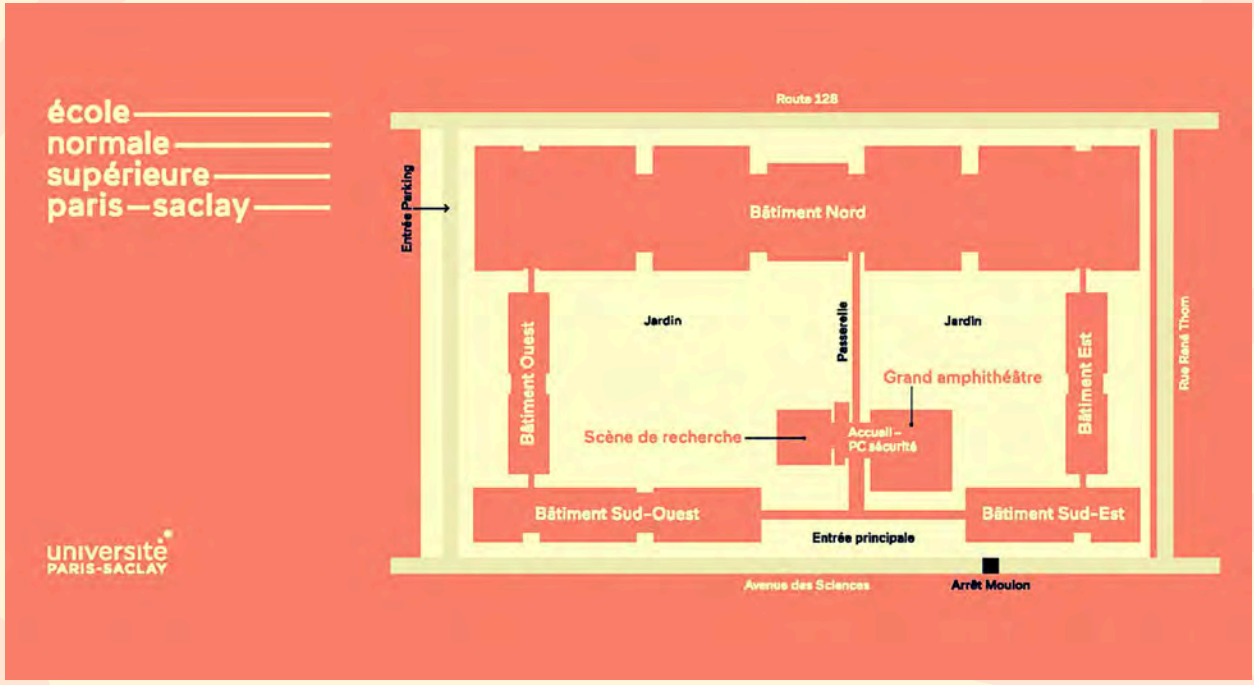 école
normale
supérieure
paris–saclay
université
PARIS-SACLAY
Route 128
Entrée Parking
Bâtiment Nord
Jardin
Passerelle
Jardin
Rue René Thom
Bâtiment Ouest
Bâtiment Est
Grand amphithéâtre
Scène de recherche
Accueil –
PC sécurité
Bâtiment Sud-Ouest
Bâtiment Sud-Est
Entrée principale
Avenue des Sciences
Arrêt Moulon